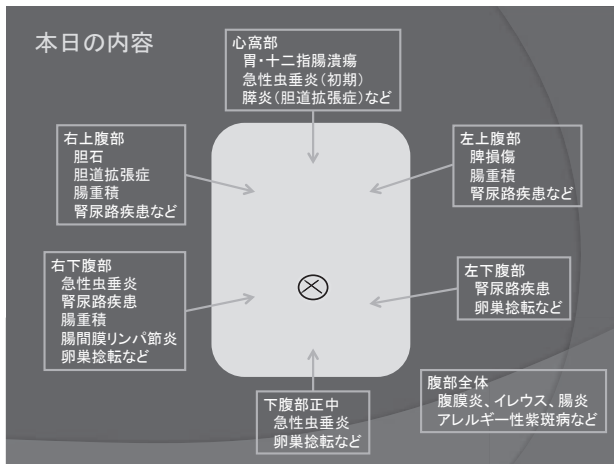 本日の内容
心窩部
胃・十二指腸潰瘍
急性虫垂炎(初期)
膵炎(胆道拡張症)など
右上腹部
胆石
胆道拡張症
腸重積
腎尿路疾患など
左上腹部
脾損傷
腸重積
腎尿路疾患など
右下腹部
急性虫垂炎
腎尿路疾患
腸重積
腸間膜リンパ節炎
卵巣捻転など
左下腹部
腎尿路疾患
卵巣捻転など
下腹部正中
急性虫垂炎
卵巣捻転など
腹部全体
腹膜炎、イレウス、腸炎
アレルギー性紫斑病など